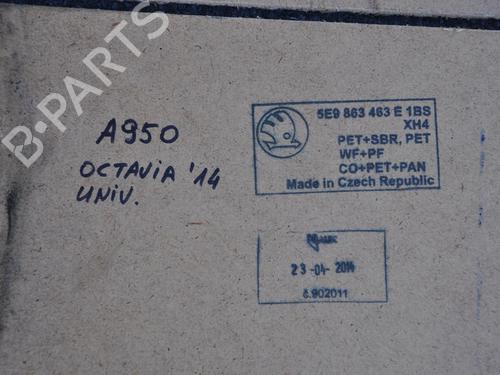 B-PARTS
A950
OCTAVIA '14
UNIV.
5E9 863 463 E 1BS
XH4
PET+SBR, PET
WF+PF
CO+PET+PAN
Made in Czech Republic
23-04-2014
č.902011